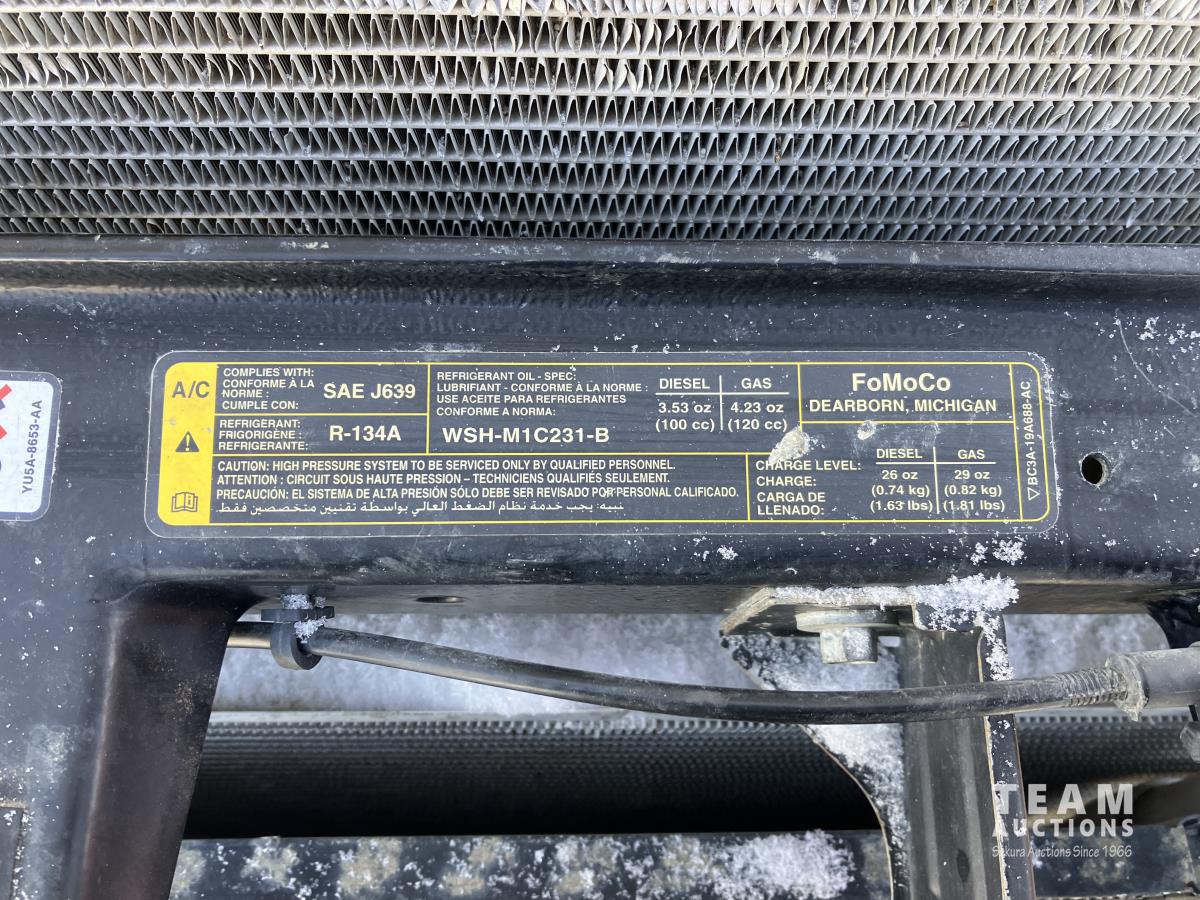 YU5A-8653-AA
A/C
COMPLIES WITH:
CONFORME À LA
NORME :
CUMPLE CON:
SAE J639
REFRIGERANT:
FRIGORIGÈNE :
REFRIGERANTE:
R-134A
REFRIGERANT OIL - SPEC:
LUBRIFIANT - CONFORME À LA NORME :
USE ACEITE PARA REFRIGERANTES
CONFORME A NORMA:
WSH-M1C231-B
DIESEL GAS
3.53 oz 4.23 oz
(100 cc) (120 cc)
FoMoCo
DEARBORN, MICHIGAN
CAUTION: HIGH PRESSURE SYSTEM TO BE SERVICED ONLY BY QUALIFIED PERSONNEL.
ATTENTION : CIRCUIT SOUS HAUTE PRESSION – TECHNICIENS QUALIFIÉS SEULEMENT.
PRECAUCIÓN: EL SISTEMA DE ALTA PRESIÓN SÓLO DEBE SER REVISADO POR PERSONAL CALIFICADO.
تنبيه: يجب خدمة نظام الضغط العالي بواسطة تقنيين متخصصين فقط.
CHARGE LEVEL:
CHARGE:
CARGA DE
LLENADO:
DIESEL GAS
26 oz 29 oz
(0.74 kg) (0.82 kg)
(1.63 lbs) (1.81 lbs)
BC3A-19A688-AC
TEAM
AUCTIONS
Sekura Auctions Since 1966